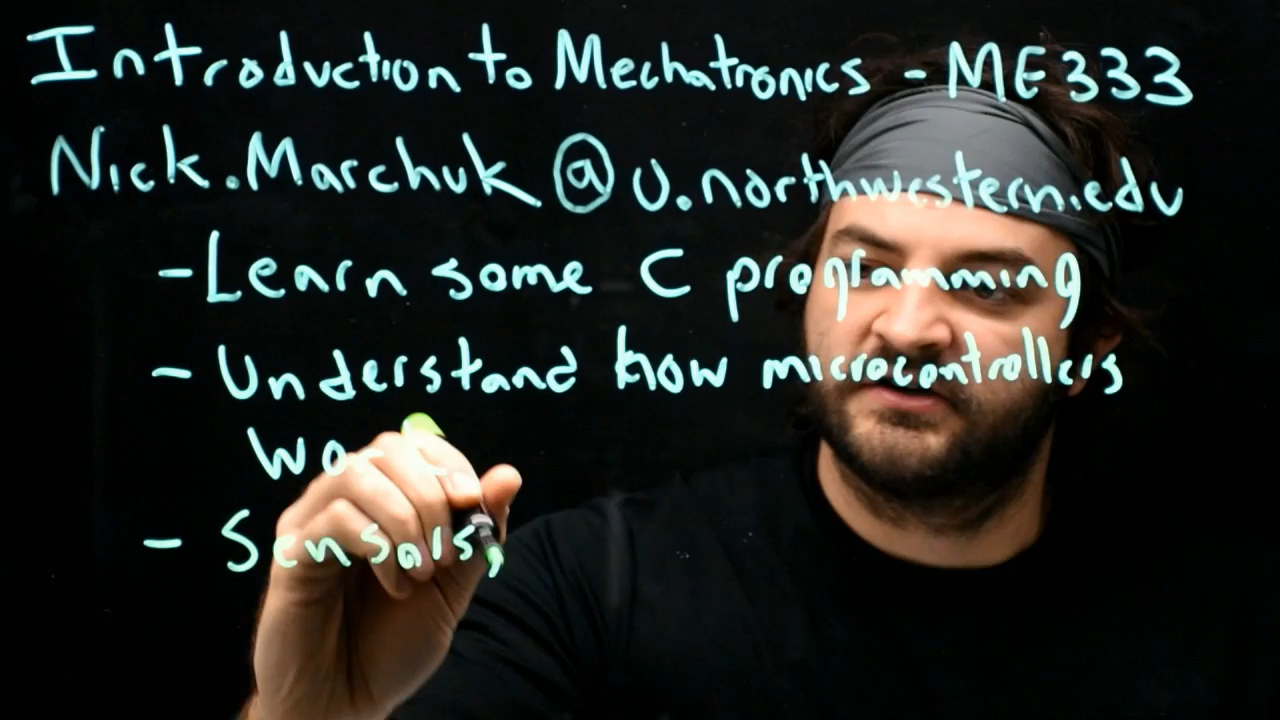 Introduction to Mechatronics - ME333
Nick.Marchuk@u.northwestern.edu
- Learn some C programming
- Understand how microcontrollers
- Sensors,